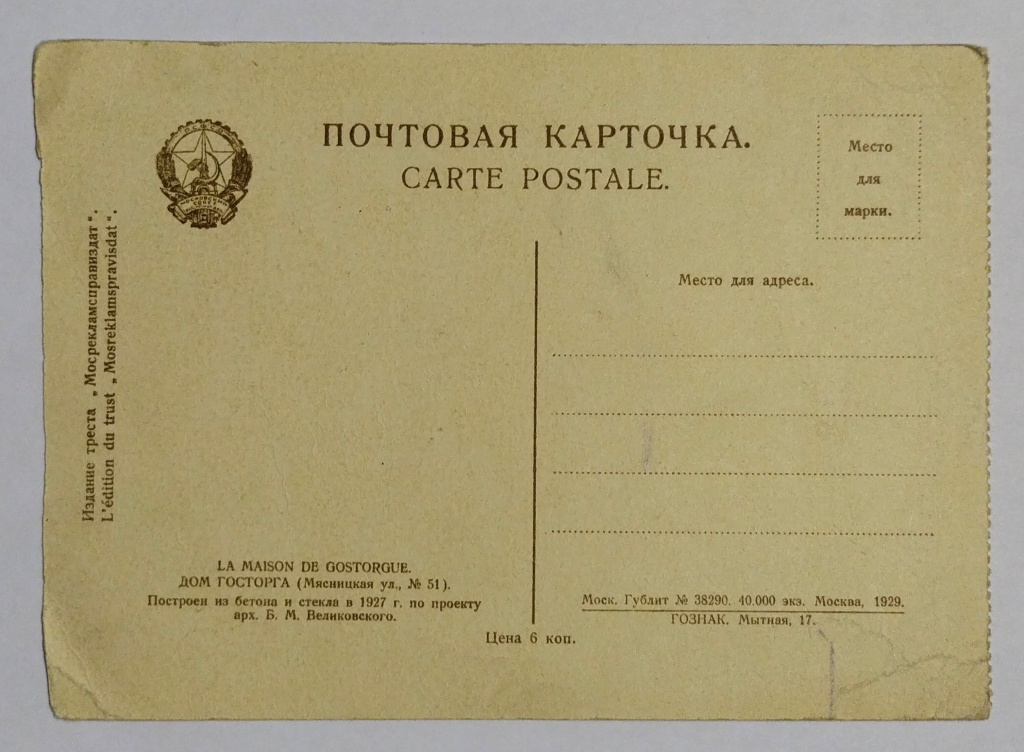 ПОЧТОВАЯ КАРТОЧКА.
CARTE POSTALE.
Место
для
марки.
Место для адреса.
Издание треста „Мосрекламсправиздат“.
L'édition du trust „Mosreklamspravisdat“.
LA MAISON DE GOSTORGUE.
ДОМ ГОСТОРГА (Мясницкая ул., № 51).
Построен из бетона и стекла в 1927 г. по проекту
арх. Б. М. Великовского.
Цена 6 коп.
Моск. Гублит № 38290. 40.000 экз. Москва, 1929.
ГОЗНАК. Мытная, 17.